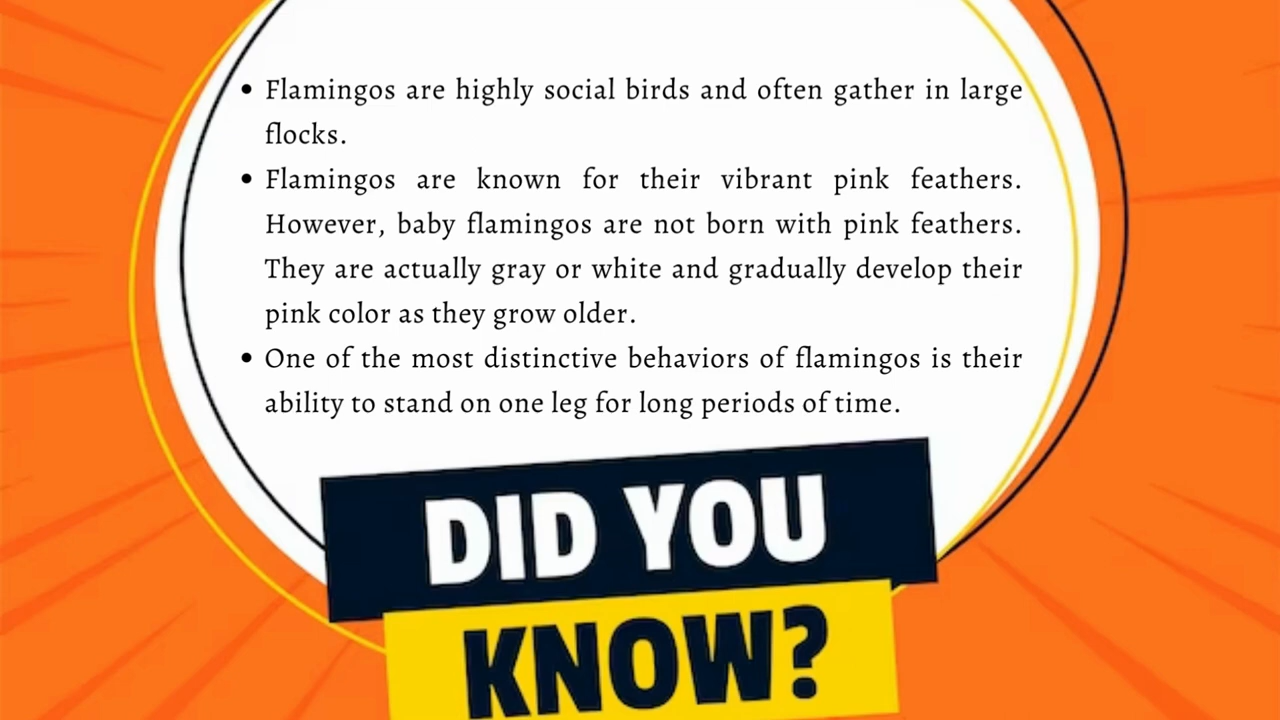 • Flamingos are highly social birds and often gather in large
flocks.
• Flamingos are known for their vibrant pink feathers.
However, baby flamingos are not born with pink feathers.
They are actually gray or white and gradually develop their
pink color as they grow older.
• One of the most distinctive behaviors of flamingos is their
ability to stand on one leg for long periods of time.
DID YOU
KNOW?